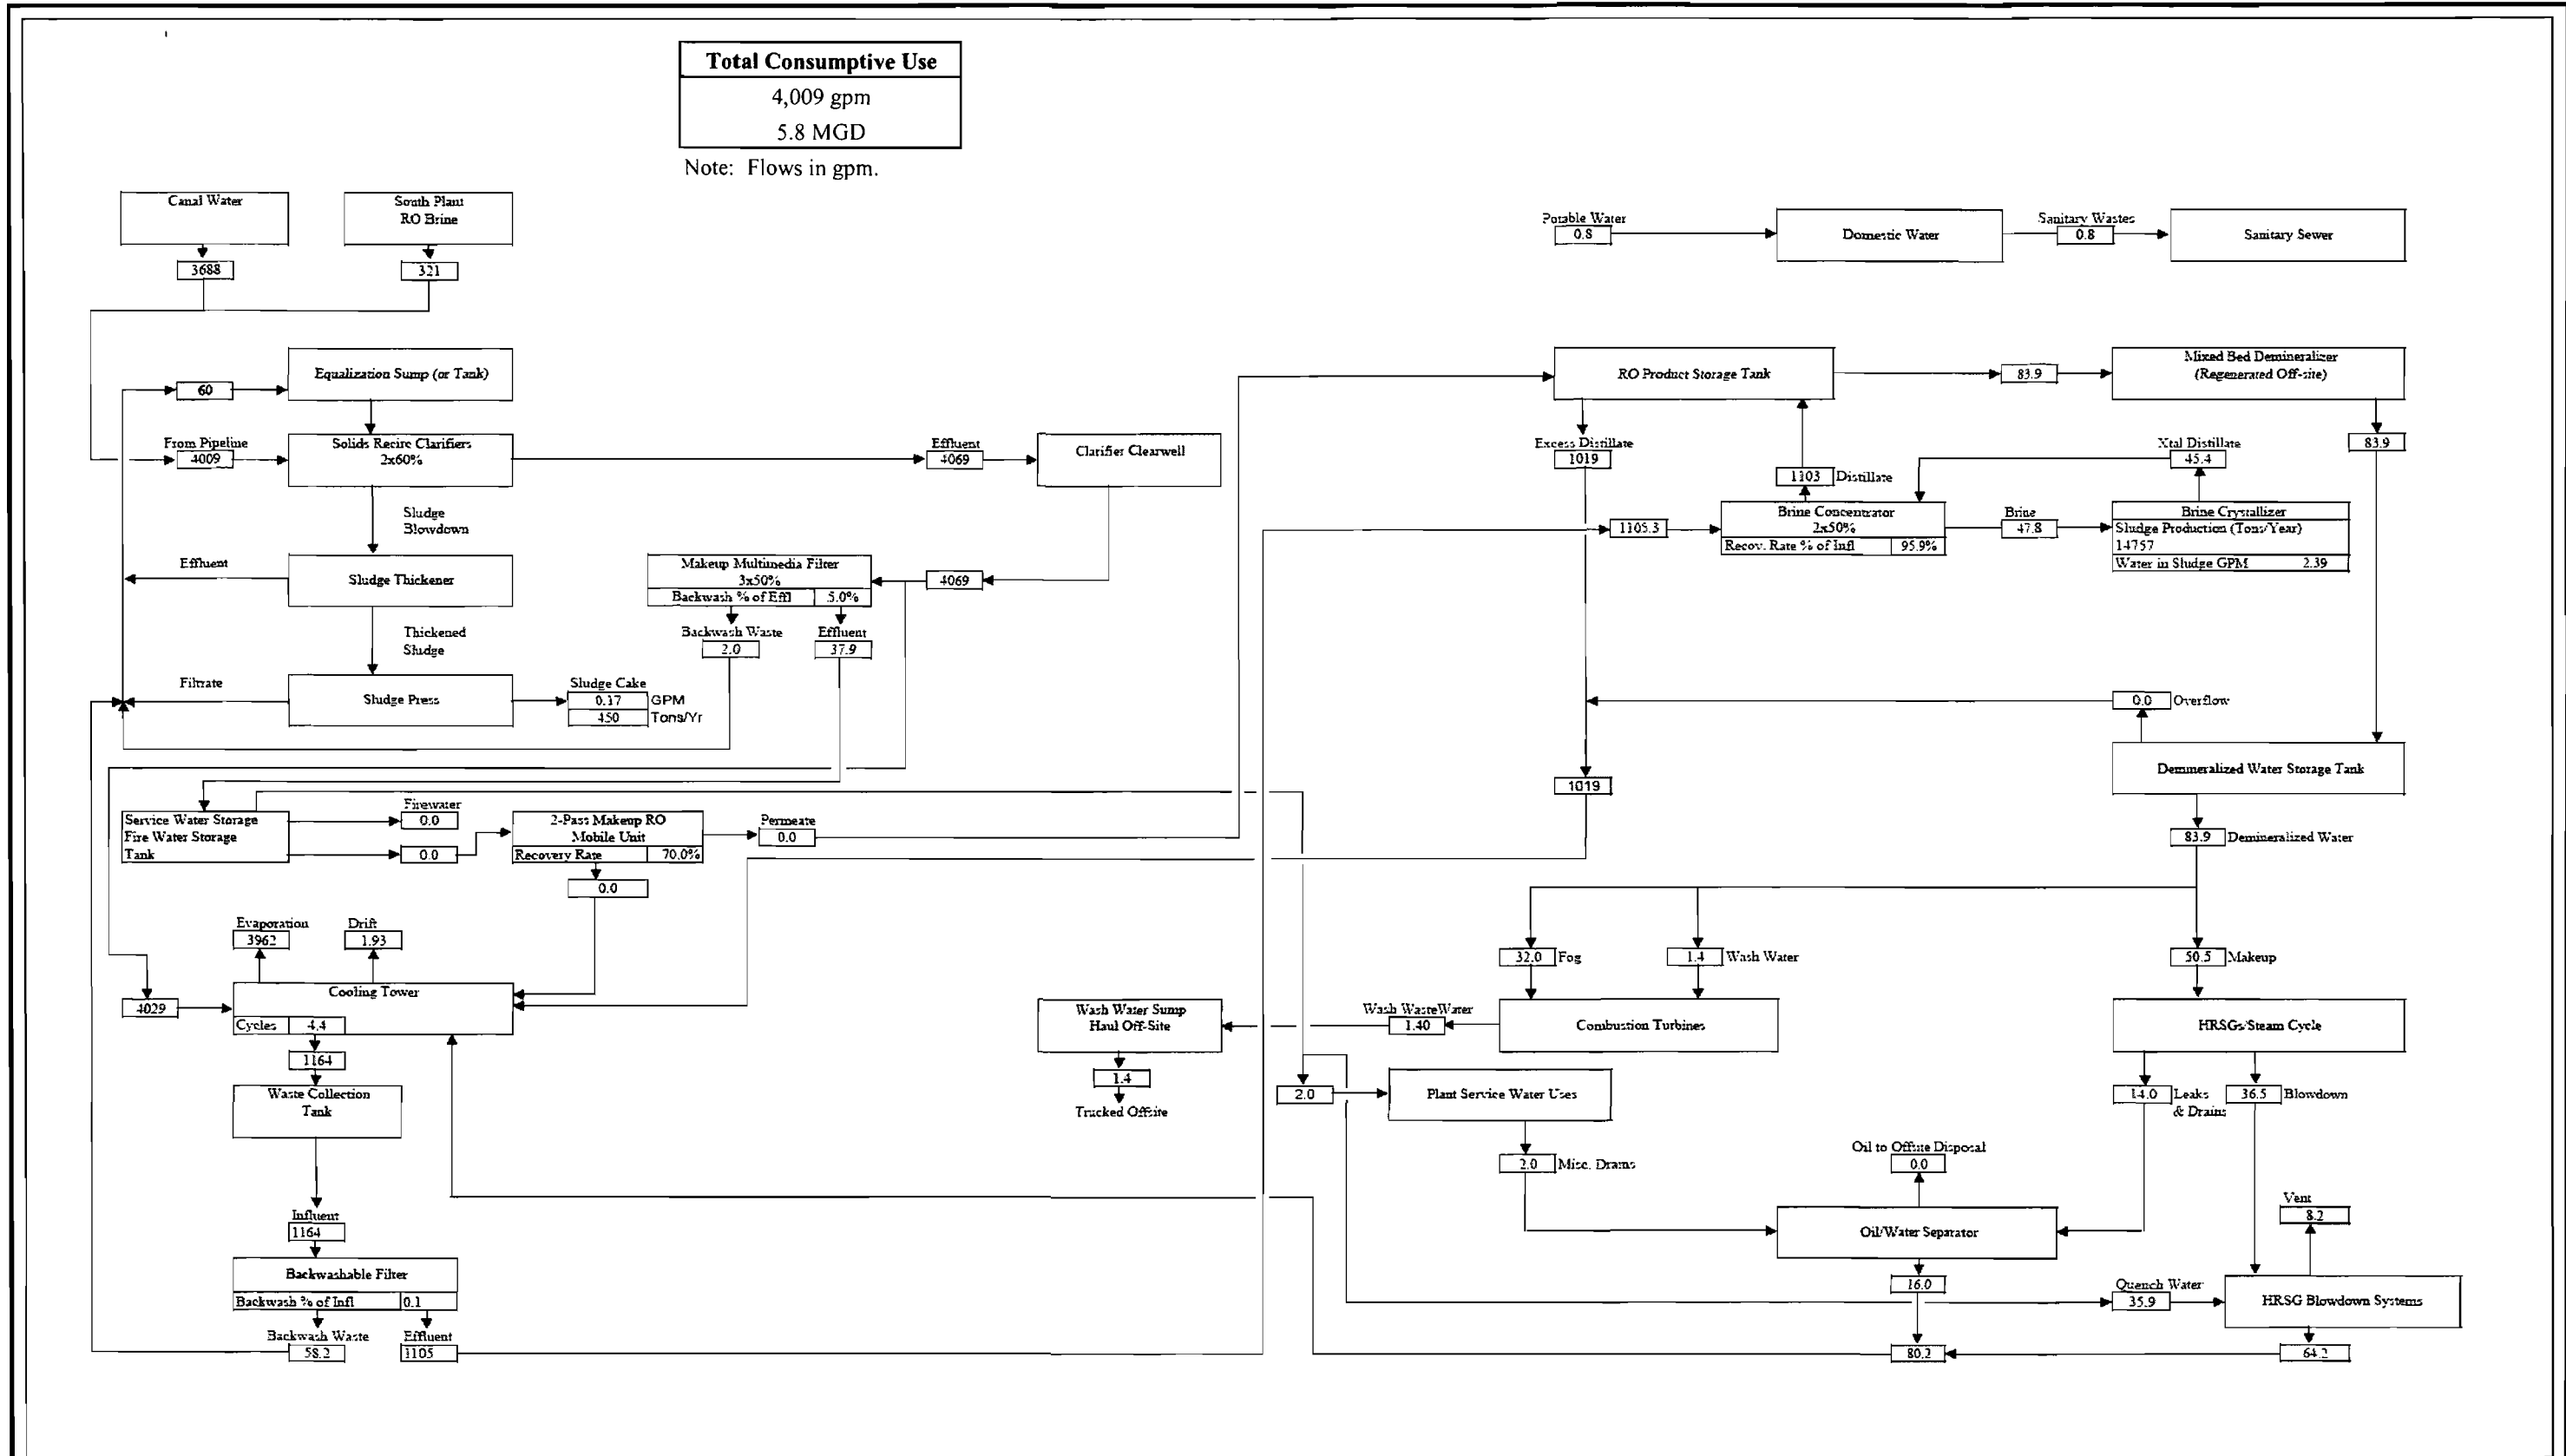 Total Consumptive Use
4,009 gpm
5.8 MGD
Note: Flows in gpm.
Canal Water
3688
South Plant
RO Brine
321
Potable Water
0.8
Domestic Water
Sanitary Wastes
0.8
Sanitary Sewer
Equalization Sump (or Tank)
60
From Pipeline
4009
Solids Recirc Clarifiers
2x60%
Effluent
4069
Clarifier Clearwell
Sludge
Blowdown
Effluent
Sludge Thickener
Makeup Multimedia Filter
3x50%
Backwash % of Effl
5.0%
4069
Backwash Waste
2.0
Effluent
37.9
Thickened
Sludge
Filtrate
Sludge Press
Sludge Cake
0.17
GPM
450
Tons/Yr
RO Product Storage Tank
83.9
Mixed Bed Demineralizer
(Regenerated Off-site)
83.9
Excess Distillate
1019
1103
Distillate
Xtal Distillate
45.4
1105.3
Brine Concentrator
2x50%
Recov. Rate % of Infl
95.9%
Brine
47.8
Brine Crystallizer
Sludge Production (Tons/Year)
14757
Water in Sludge GPM
2.39
0.0
Overflow
Demineralized Water Storage Tank
1019
83.9
Demineralized Water
Service Water Storage
Fire Water Storage
Tank
Firewater
0.0
0.0
2-Pass Makeup RO
Mobile Unit
Recovery Rate
70.0%
Permeate
0.0
0.0
Evaporation
3962
Drift
1.93
4029
Cooling Tower
Cycles
4.4
1164
Waste Collection
Tank
Influent
1164
Backwashable Filter
Backwash % of Infl
0.1
Backwash Waste
58.2
Effluent
1105
32.0
Fog
1.4
Wash Water
50.5
Makeup
Wash Water Sump
Haul Off-Site
Wash WasteWater
1.40
Combustion Turbines
HRSGs/Steam Cycle
1.4
Trucked Offsite
2.0
Plant Service Water Uses
14.0
Leaks
& Drains
36.5
Blowdown
2.0
Misc. Drains
Oil to Offsite Disposal
0.0
Oil/Water Separator
Vent
8.2
16.0
Quench Water
35.9
HRSG Blowdown Systems
80.2
64.2